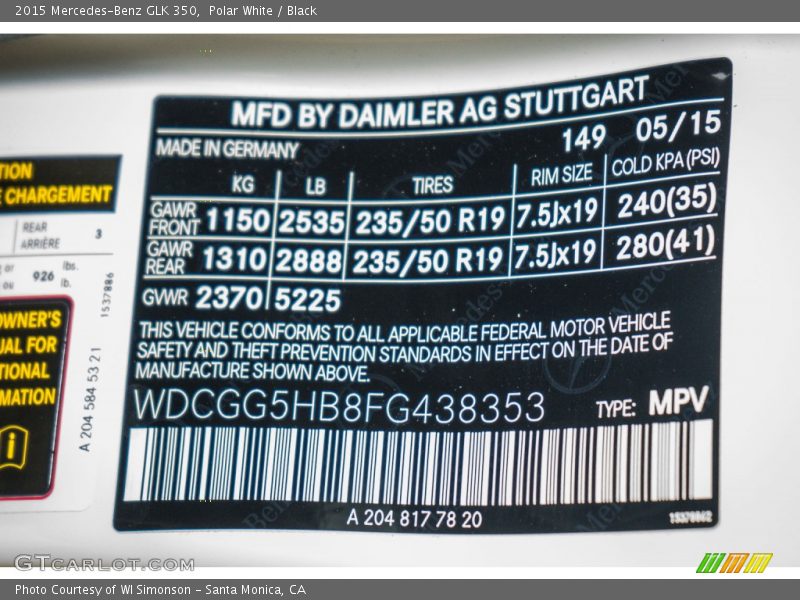 2015 Mercedes-Benz GLK 350, Polar White / Black
MFD BY DAIMLER AG STUTTGART
MADE IN GERMANY 149 05/15
KG LB TIRES RIM SIZE COLD KPA (PSI)
GAWR FRONT 1150 2535 235/50 R19 7.5Jx19 240(35)
GAWR REAR 1310 2888 235/50 R19 7.5Jx19 280(41)
GVWR 2370 5225
THIS VEHICLE CONFORMS TO ALL APPLICABLE FEDERAL MOTOR VEHICLE
SAFETY AND THEFT PREVENTION STANDARDS IN EFFECT ON THE DATE OF
MANUFACTURE SHOWN ABOVE.
WDCGG5HB8FG438353 TYPE: MPV
A 204 817 78 20
CHARGEMENT
REAR
ARRIÈRE 3
or 926 lbs.
ou lb.
1537886
OWNER'S
FOR
A 204 584 53 21
GTCARLOT.COM
Photo Courtesy of WI Simonson - Santa Monica, CA